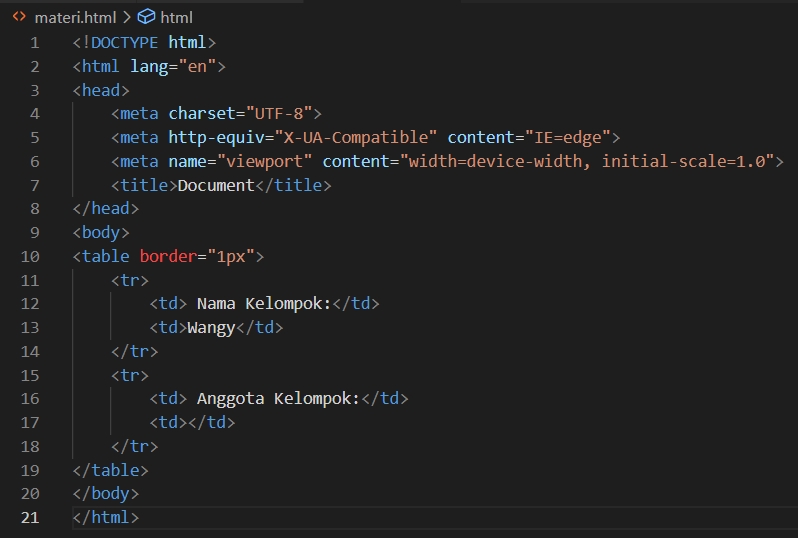 materi.html > html
1 <!DOCTYPE html>
2 <html lang="en">
3 <head>
4     <meta charset="UTF-8">
5     <meta http-equiv="X-UA-Compatible" content="IE=edge">
6     <meta name="viewport" content="width=device-width, initial-scale=1.0">
7     <title>Document</title>
8 </head>
9 <body>
10 <table border="1px">
11     <tr>
12         <td> Nama Kelompok:</td>
13         <td>Wangy</td>
14     </tr>
15     <tr>
16         <td> Anggota Kelompok:</td>
17         <td></td>
18     </tr>
19 </table>
20 </body>
21 </html>